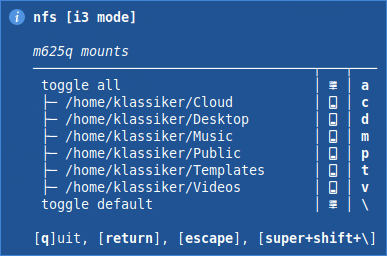 nfs [i3 mode]
m625q mounts
toggle all │ │ a
├─ /home/klassiker/Cloud │ │ c
├─ /home/klassiker/Desktop │ │ d
├─ /home/klassiker/Music │ │ m
├─ /home/klassiker/Public │ │ p
├─ /home/klassiker/Templates │ │ t
├─ /home/klassiker/Videos │ │ v
toggle default │ │ \
[q]uit, [return], [escape], [super+shift+\]